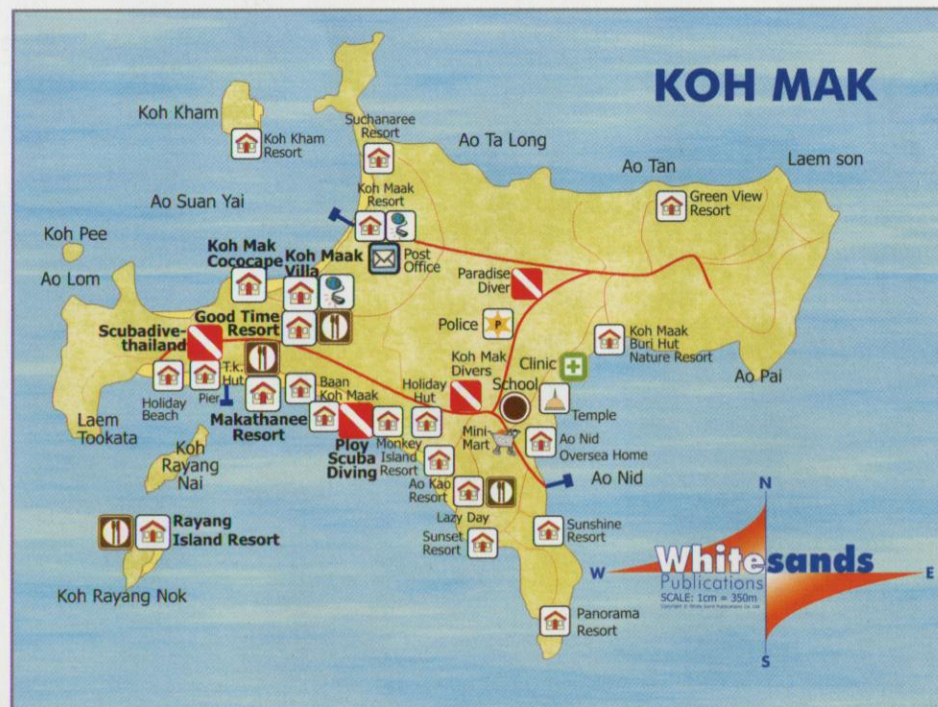 KOH MAK
Koh Kham
Koh Kham
Resort
Suchanaree
Resort
Ao Ta Long
Ao Tan
Laem son
Green View
Resort
Ao Suan Yai
Koh Maak
Resort
Koh Pee
Post
Office
Ao Lom
Koh Mak
Cococape
Koh Maak
Villa
Paradise
Diver
Good Time
Resort
Police
P
Scubadive-
thailand
Koh Maak
Buri Hut
Nature Resort
T.k.
Hut
Koh Mak
Divers
Clinic
Ao Pai
Holiday
Beach
Pier
Baan
Koh Maak
Holiday
Hut
School
Temple
Laem
Tookata
Makathanee
Resort
Ploy
Scuba
Diving
Monkey
Island
Resort
Mini
Mart
Ao Nid
Oversea Home
Koh
Rayang
Nai
Ao Kao
Resort
Ao Nid
Lazy Day
Rayang
Island Resort
Sunset
Resort
Sunshine
Resort
Koh Rayang Nok
Panorama
Resort
N
W
E
S
Whitesands
Publications
SCALE: 1cm = 350m